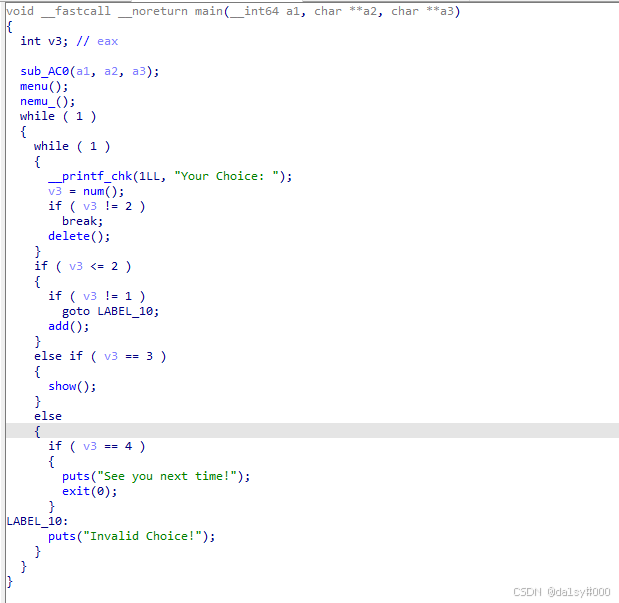 void __fastcall __noreturn main(__int64 a1, char **a2, char **a3)
{
  int v3; // eax
  sub_AC0(a1, a2, a3);
  menu();
  nemu_();
  while ( 1 )
  {
    while ( 1 )
    {
      __printf_chk(1LL, "Your Choice: ");
      v3 = num();
      if ( v3 != 2 )
        break;
      delete();
    }
    if ( v3 <= 2 )
    {
      if ( v3 != 1 )
        goto LABEL_10;
      add();
    }
    else if ( v3 == 3 )
    {
      show();
    }
    else
    {
      if ( v3 == 4 )
      {
        puts("See you next time!");
        exit(0);
      }
LABEL_10:
      puts("Invalid Choice!");
    }
  }
}
CSDN @da1sy#000